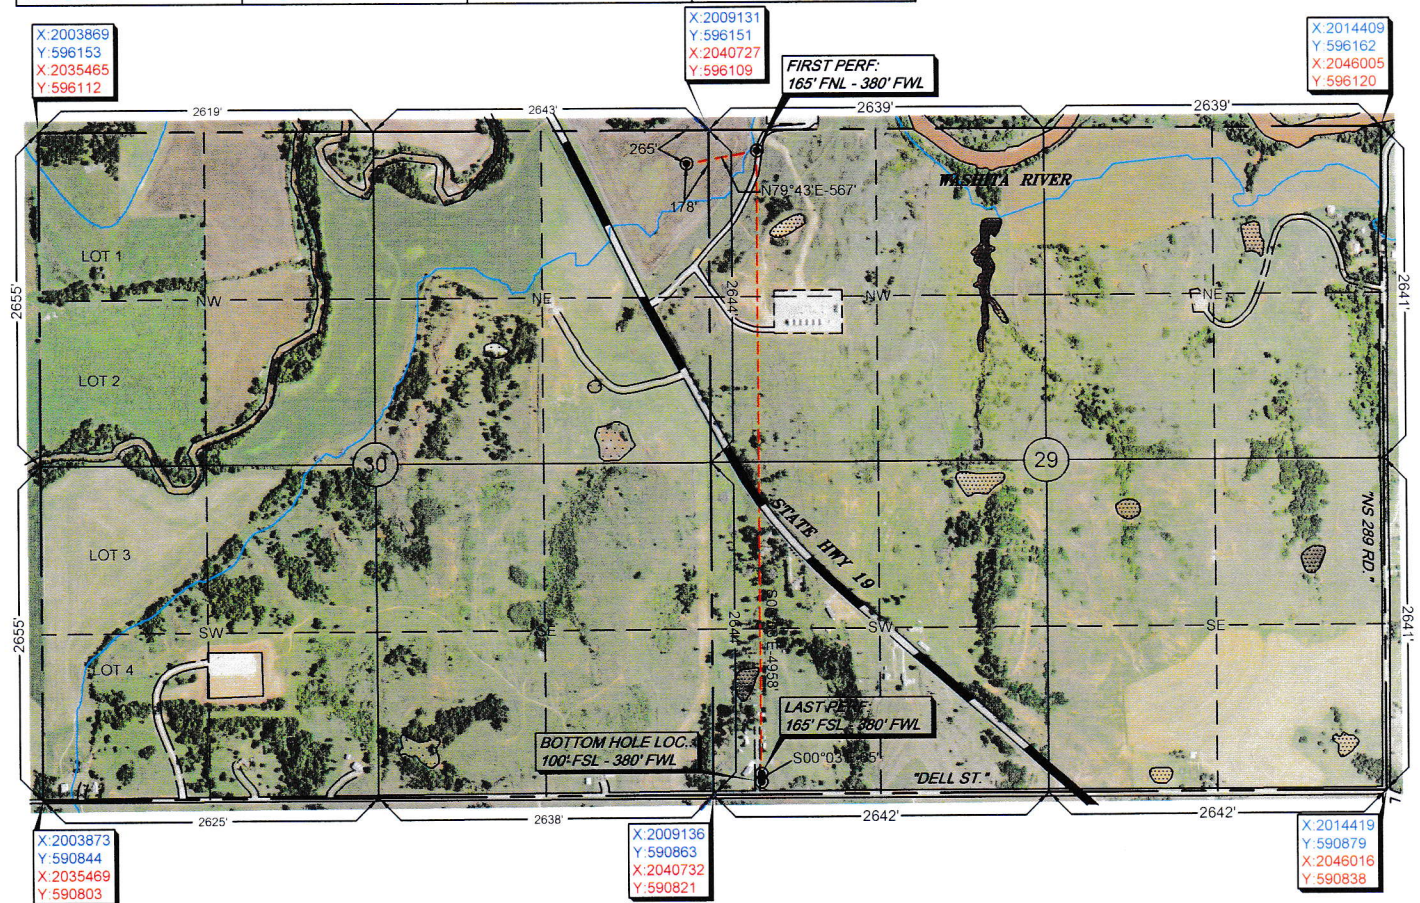 X:2003869
Y:596153
X:2035465
Y:596112
X:2009131
Y:596151
X:2040727
Y:596109
X:2014409
Y:596162
X:2046005
Y:596120
FIRST PERF:
165' FNL - 380' FWL
2619'
2643'
2639'
2639'
265'
178'
N79°43'E-567'
WASHITA RIVER
LOT 1
NW
NE
NW
NE
2655'
2644'
2641'
LOT 2
30
29
STATE HWY 19
"NS 289 RD."
LOT 3
SW
SE
SW
SE
2655'
2641'
LOT 4
LAST PERF:
165' FSL - 380' FWL
BOTTOM HOLE LOC.:
100'-FSL - 380' FWL
"DELL ST."
2625'
2638'
2642'
2642'
X:2003873
Y:590844
X:2035469
Y:590803
X:2009136
Y:590863
X:2040732
Y:590821
X:2014419
Y:590879
X:2046016
Y:590838